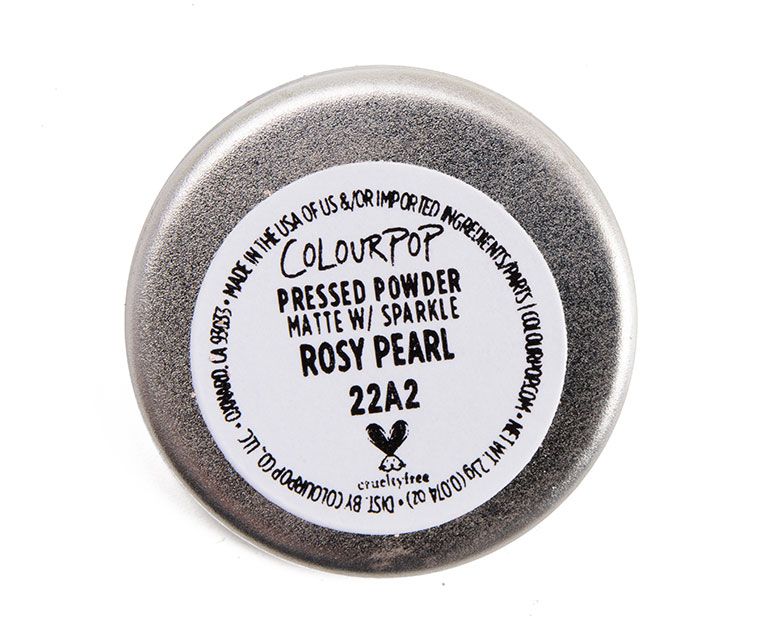 COLOURPOP
PRESSED POWDER
MATTE W/ SPARKLE
ROSY PEARL
22A2
crueltyfree
• MADE IN THE USA OF US &/OR IMPORTED INGREDIENTS/PARTS | COLOURPOP.COM • NET WT. 2.1g (0.074 oz) • DIST. BY COLOURPOP CO, LLC • OXNARD, CA 93033